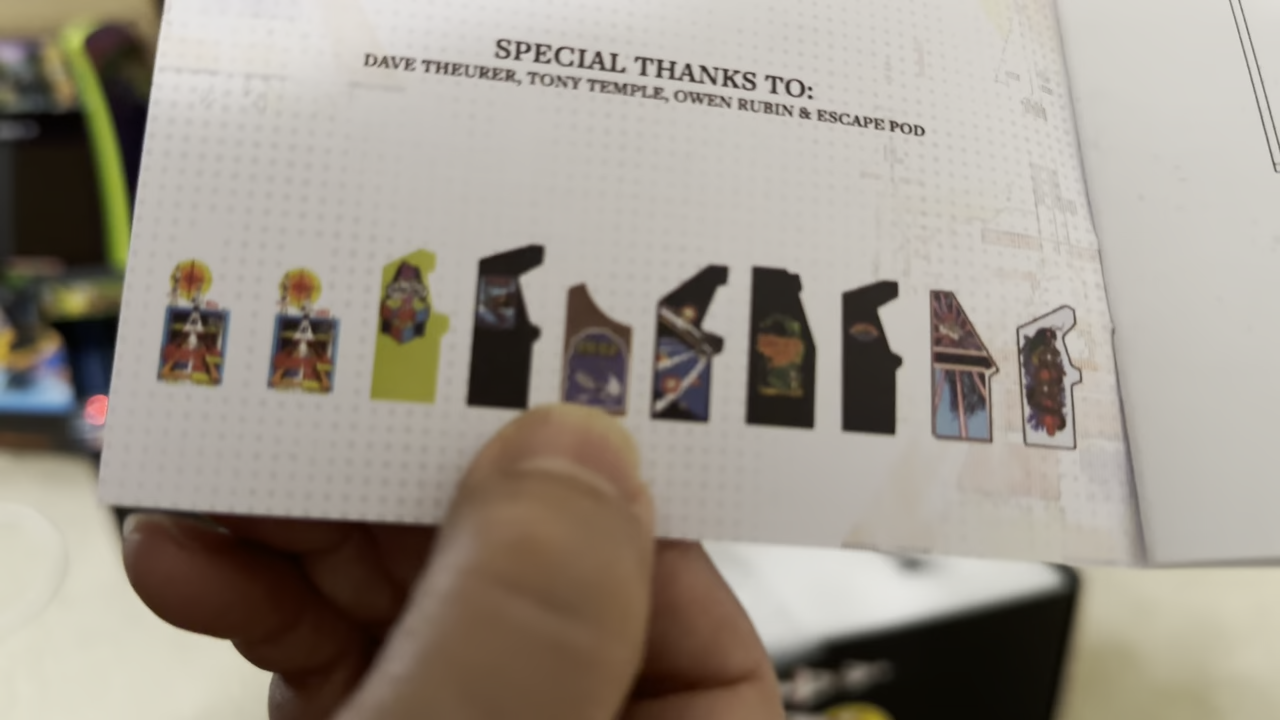 SPECIAL THANKS TO:
DAVE THEURER, TONY TEMPLE, OWEN RUBIN & ESCAPE POD